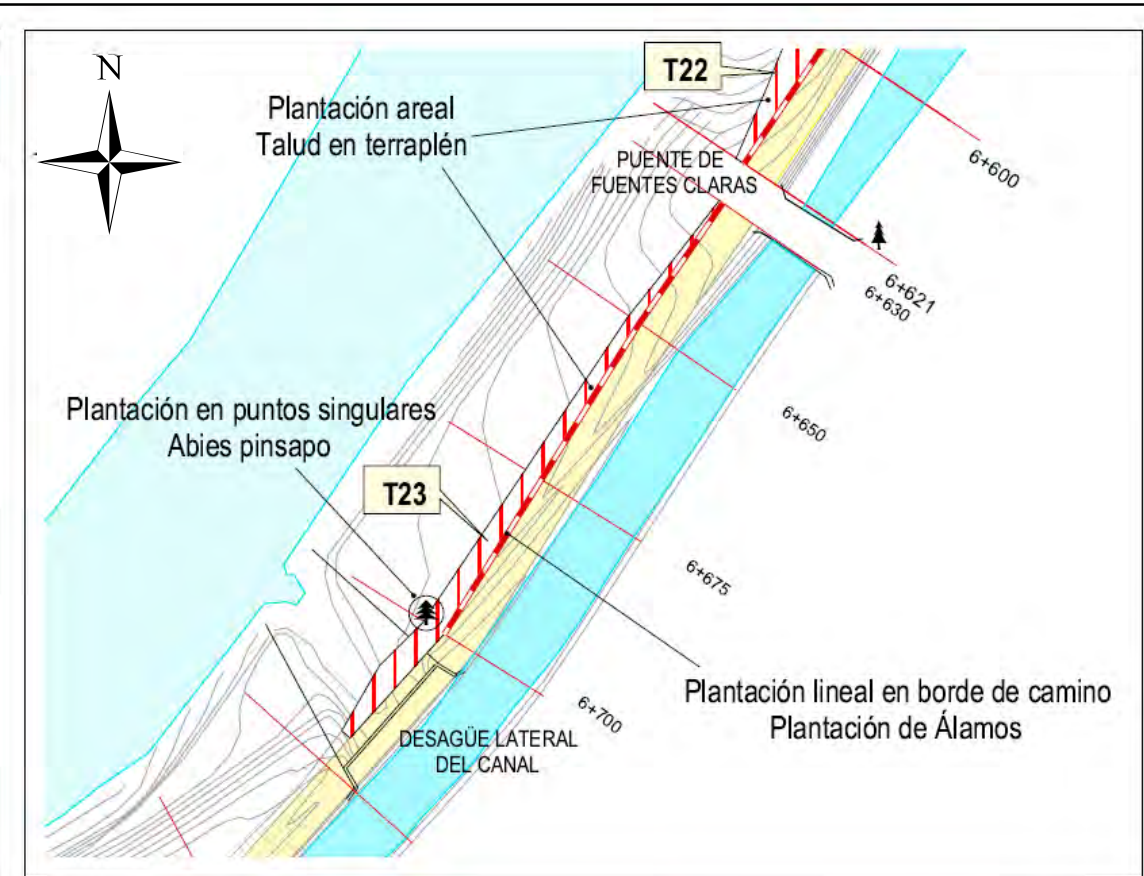 N
T22
Plantación areal
Talud en terraplén
PUENTE DE
FUENTES CLARAS
6+600
6+621
6+630
Plantación en puntos singulares
Abies pinsapo
6+650
T23
6+675
Plantación lineal en borde de camino
Plantación de Álamos
6+700
DESAGÜE LATERAL
DEL CANAL